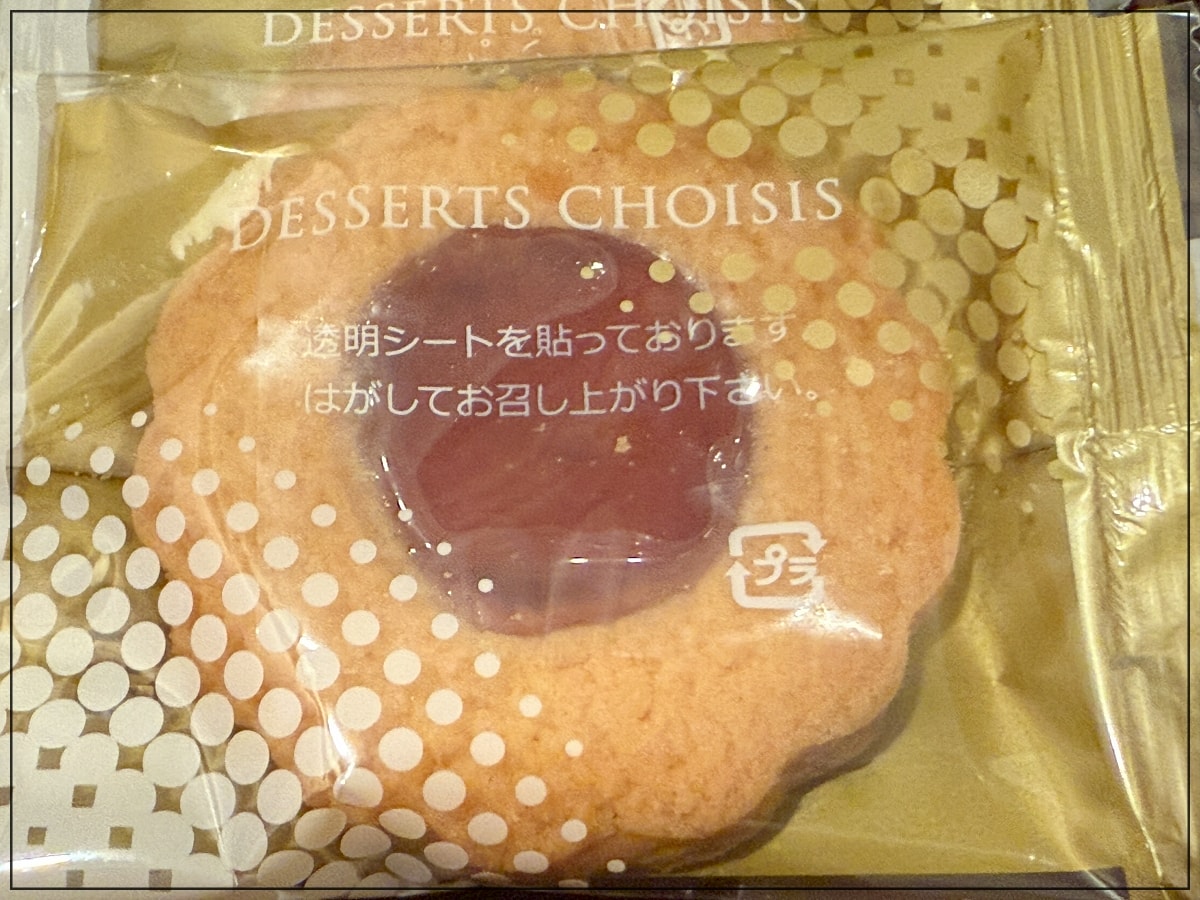 DESSERTS CHOISIS
DESSERTS CHOISIS
透明シートを貼っております
はがしてお召し上がり下さい。
プラ